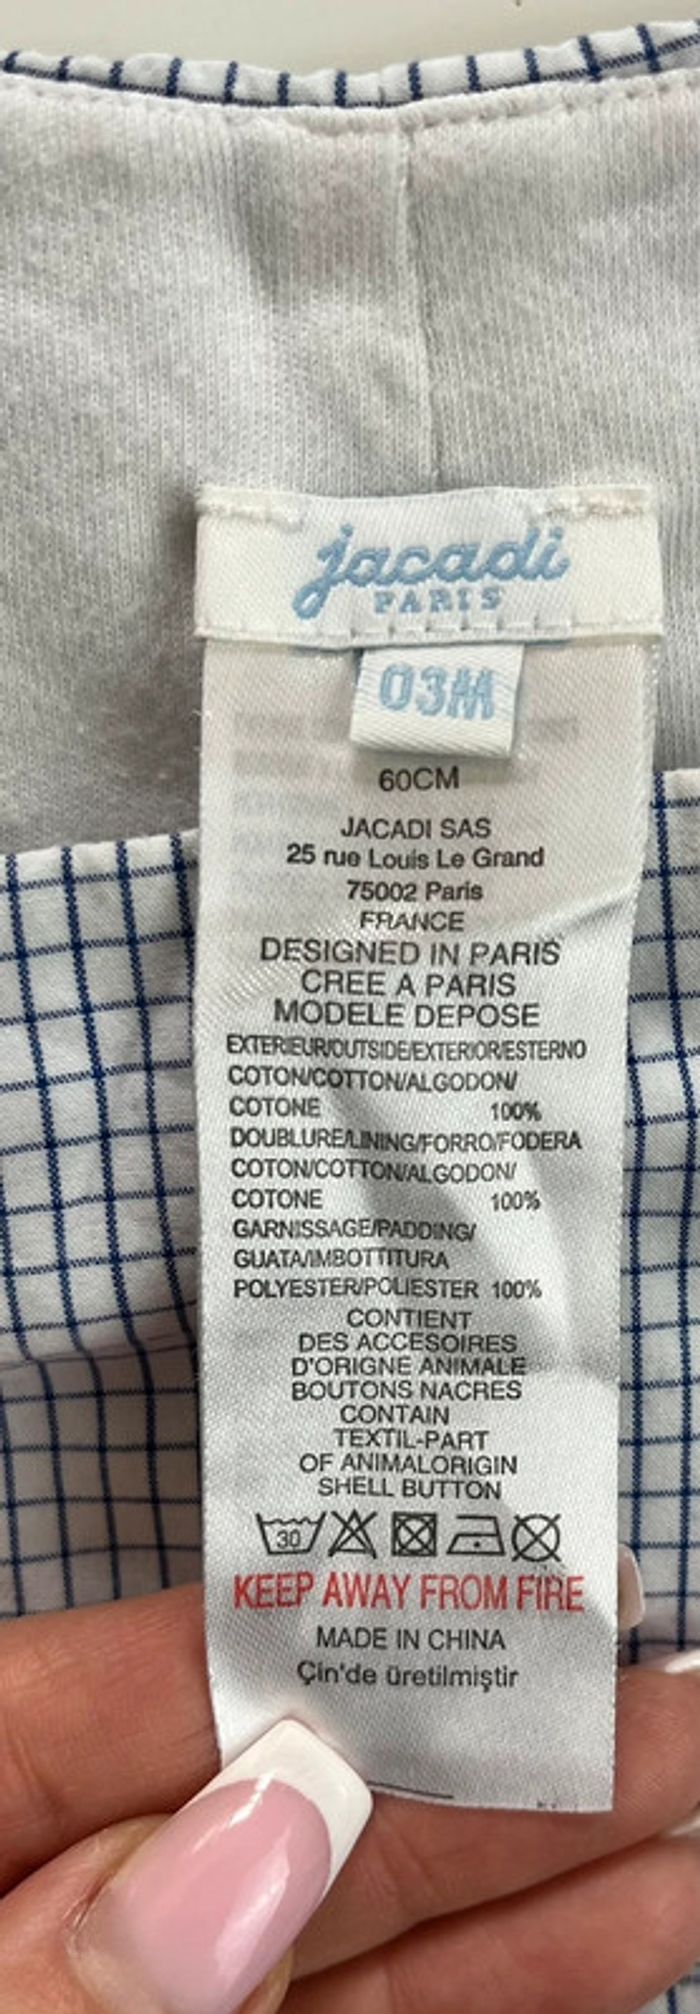 jacadi
PARIS
03M
60CM
JACADI SAS
25 rue Louis Le Grand
75002 Paris
FRANCE
DESIGNED IN PARIS
CREE A PARIS
MODELE DEPOSE
EXTERIEUR/OUTSIDE/EXTERIOR/ESTERNO
COTON/COTTON/ALGODON/
COTONE 100%
DOUBLURE/LINING/FORRO/FODERA
COTON/COTTON/ALGODON/
COTONE 100%
GARNISSAGE/PADDING/
GUATA/IMBOTTITURA
POLYESTER/POLIESTER 100%
CONTIENT
DES ACCESOIRES
D'ORIGNE ANIMALE
BOUTONS NACRES
CONTAIN
TEXTIL-PART
OF ANIMALORIGIN
SHELL BUTTON
30
KEEP AWAY FROM FIRE
MADE IN CHINA
Çin'de üretilmiştir